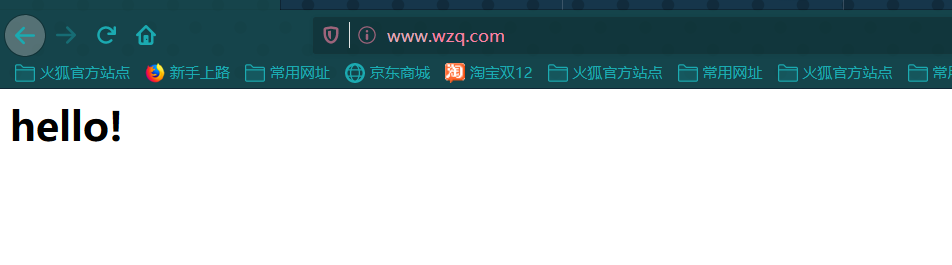 www.wzq.com
火狐官方站点 新手上路 常用网址 京东商城 淘 淘宝双12 火狐官方站点 常用网址 火狐官方站点 常用
hello!